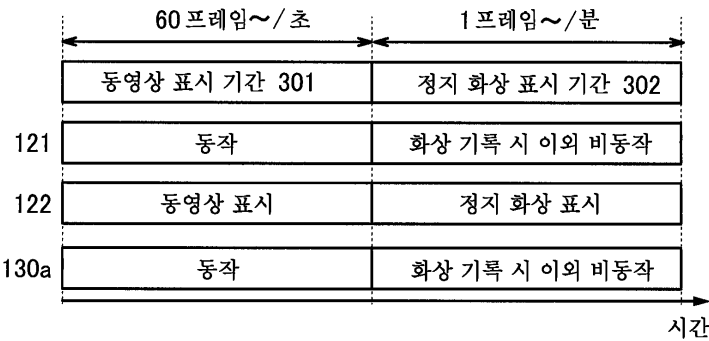 60 프레임~/초 1프레임~/분
동영상 표시 기간 301 정지 화상 표시 기간 302
121 동작 화상 기록 시 이외 비동작
122 동영상 표시 정지 화상 표시
130a 동작 화상 기록 시 이외 비동작
시간